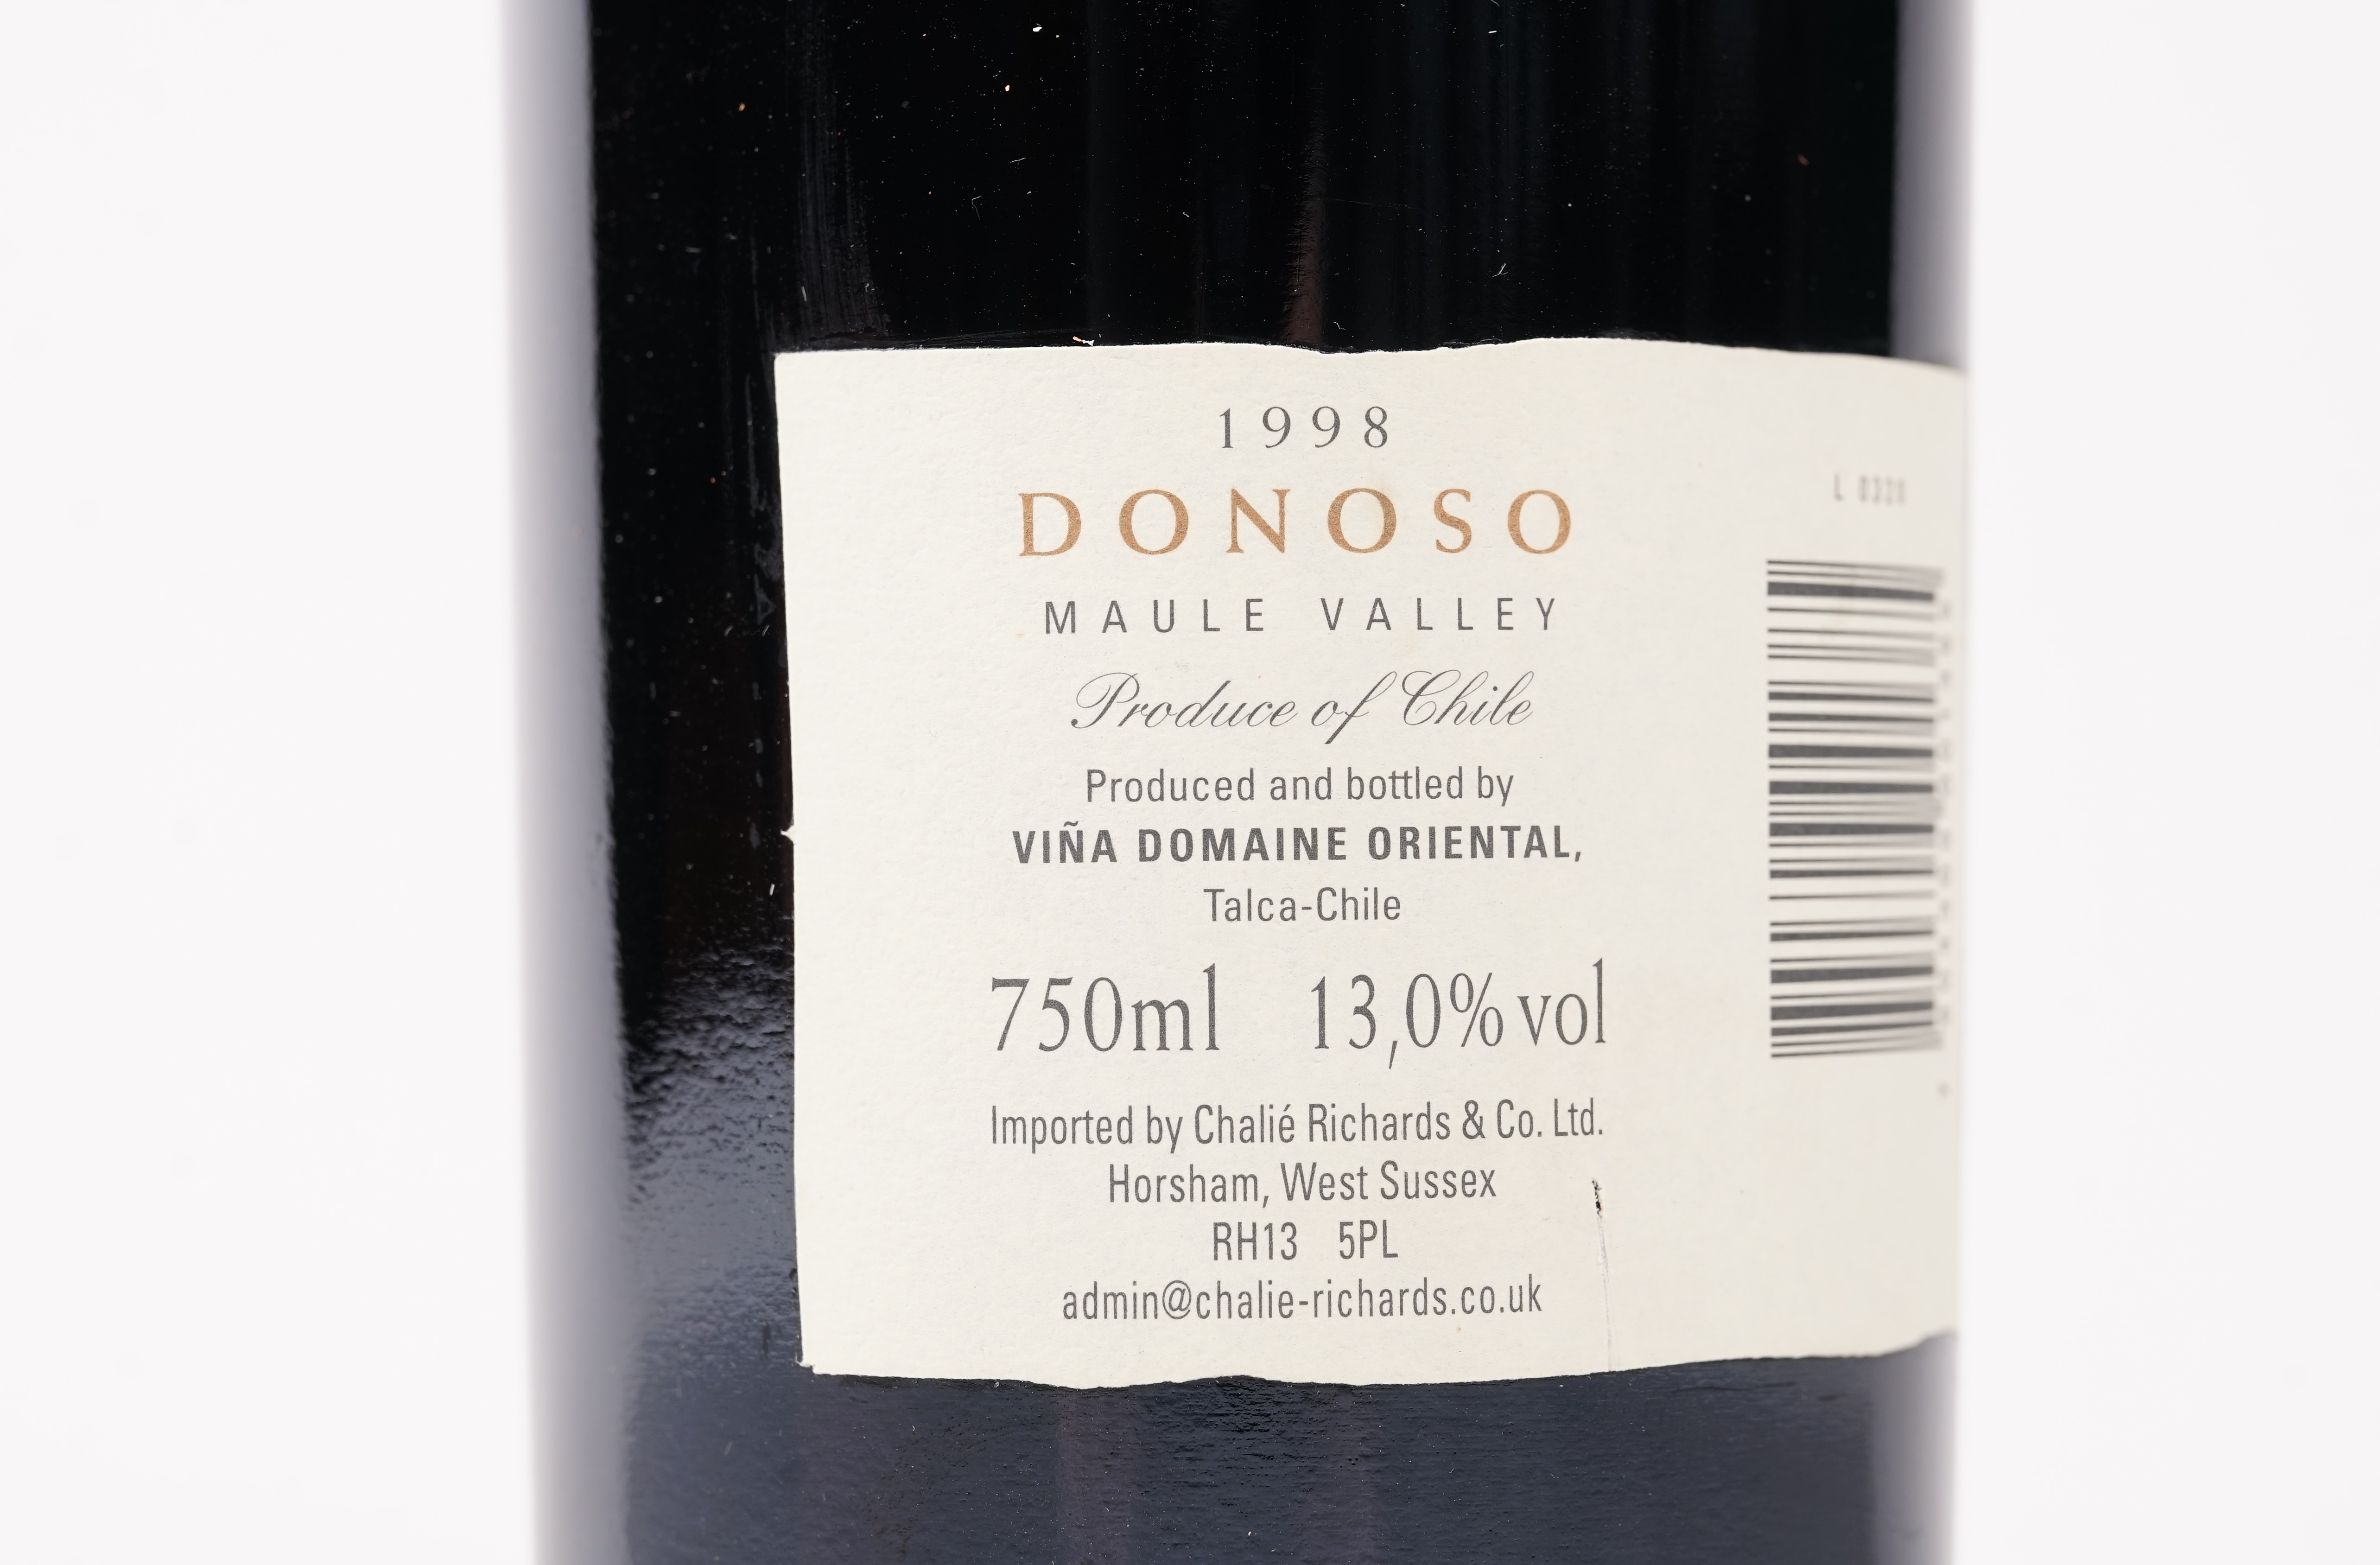 1998
DONOSO
MAULE VALLEY
Produce of Chile
Produced and bottled by
VIÑA DOMAINE ORIENTAL,
Talca-Chile
750ml 13,0% vol
Imported by Chalié Richards & Co. Ltd.
Horsham, West Sussex
RH13 5PL
admin@chalie-richards.co.uk